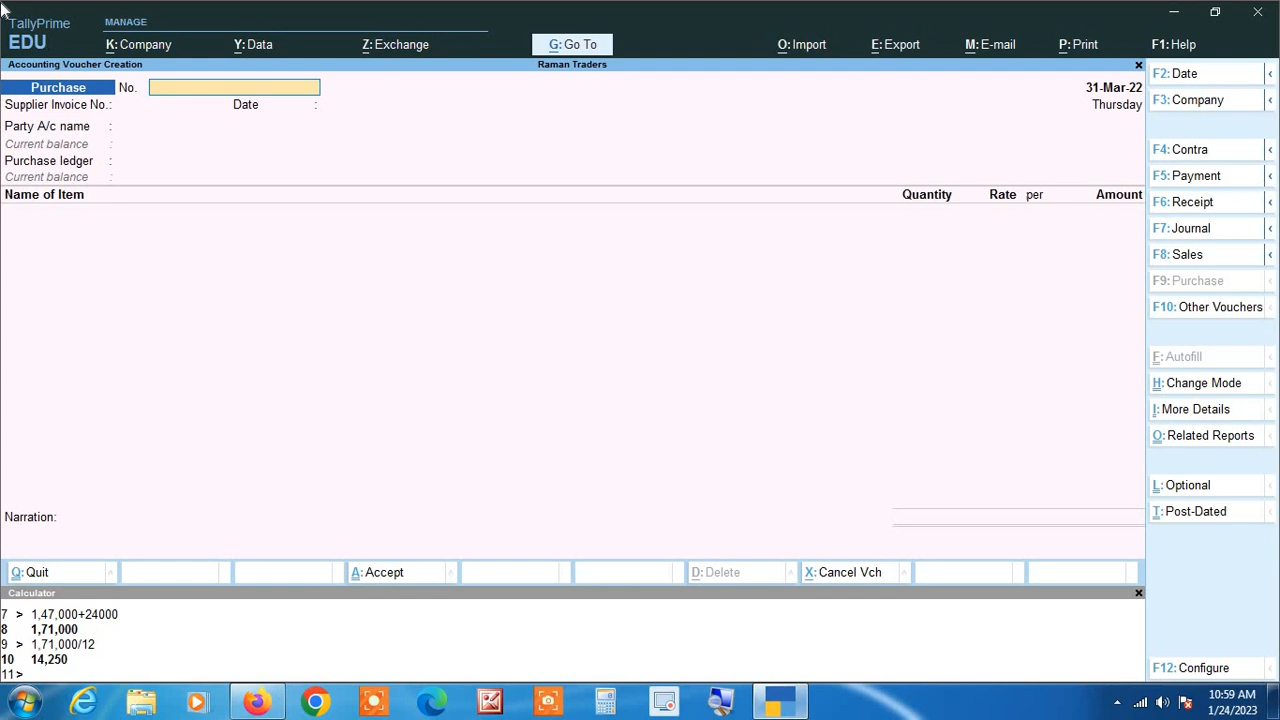 TallyPrime
EDU
MANAGE
K: Company
Y: Data
Z: Exchange
G: Go To
O: Import
E: Export
M: E-mail
P: Print
F1: Help
Accounting Voucher Creation
Raman Traders
Purchase No.
31-Mar-22
Supplier Invoice No.:
Date :
Thursday
Party A/c name :
Current balance :
Purchase ledger :
Current balance :
Name of Item
Quantity
Rate per
Amount
Narration:
F2: Date
F3: Company
F4: Contra
F5: Payment
F6: Receipt
F7: Journal
F8: Sales
F9: Purchase
F10: Other Vouchers
F: Autofill
H: Change Mode
I: More Details
O: Related Reports
L: Optional
T: Post-Dated
F12: Configure
Q: Quit
A: Accept
D: Delete
X: Cancel Vch
Calculator
7 > 1,47,000+24000
8 1,71,000
9 > 1,71,000/12
10 14,250
11>
10:59 AM
1/24/2023